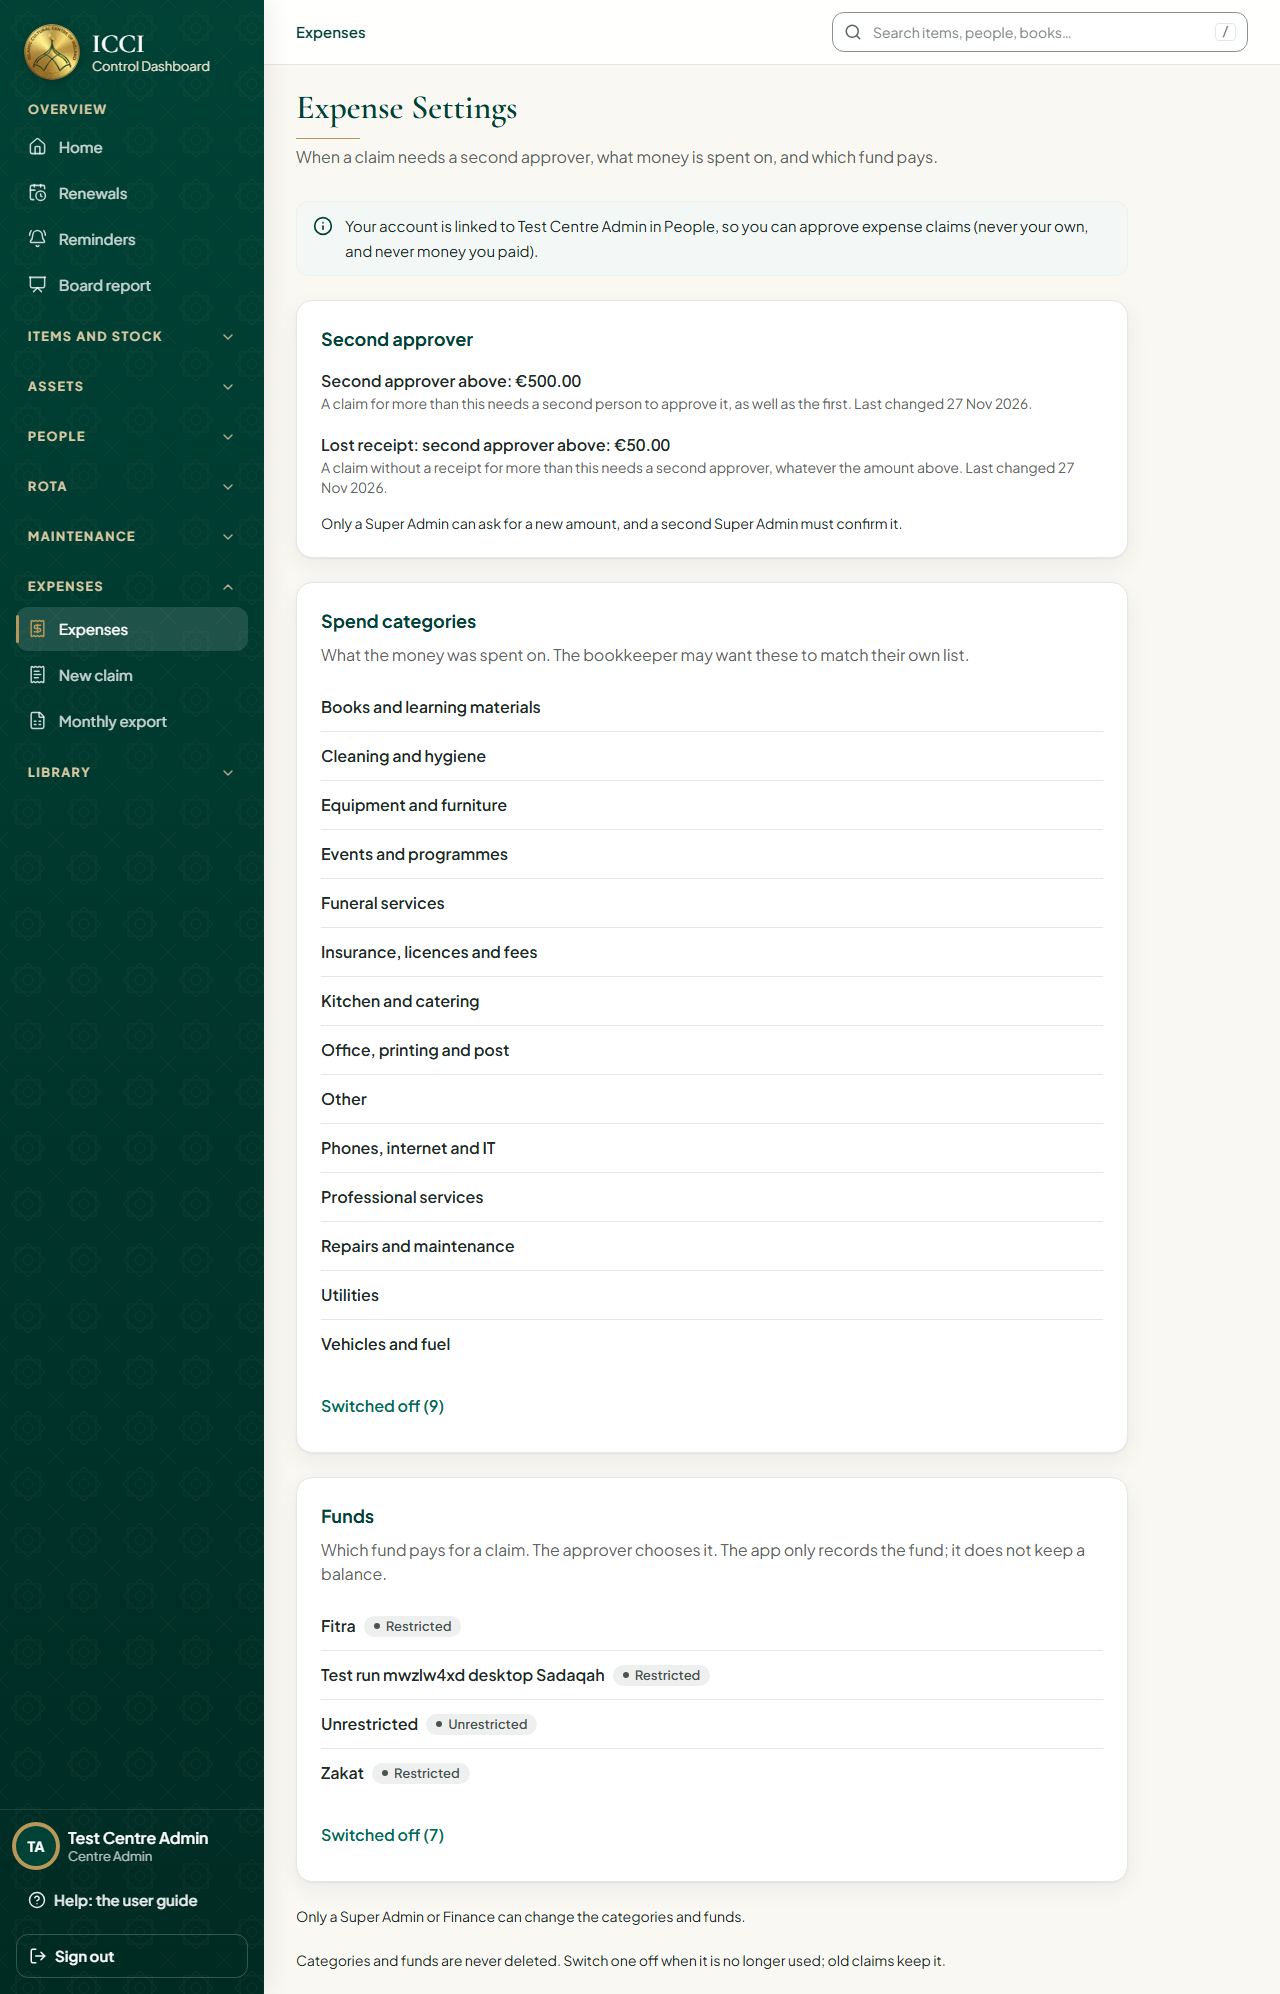 ICCI
Control Dashboard
OVERVIEW
Home
Renewals
Reminders
Board report
ITEMS AND STOCK
ASSETS
PEOPLE
ROTA
MAINTENANCE
EXPENSES
Expenses
New claim
Monthly export
LIBRARY
TA
Test Centre Admin
Centre Admin
Help: the user guide
Sign out
Expenses
Search items, people, books...
/
Expense Settings
When a claim needs a second approver, what money is spent on, and which fund pays.
Your account is linked to Test Centre Admin in People, so you can approve expense claims (never your own,
and never money you paid).
Second approver
Second approver above: €500.00
A claim for more than this needs a second person to approve it, as well as the first. Last changed 27 Nov 2026.
Lost receipt: second approver above: €50.00
A claim without a receipt for more than this needs a second approver, whatever the amount above. Last changed 27
Nov 2026.
Only a Super Admin can ask for a new amount, and a second Super Admin must confirm it.
Spend categories
What the money was spent on. The bookkeeper may want these to match their own list.
Books and learning materials
Cleaning and hygiene
Equipment and furniture
Events and programmes
Funeral services
Insurance, licences and fees
Kitchen and catering
Office, printing and post
Other
Phones, internet and IT
Professional services
Repairs and maintenance
Utilities
Vehicles and fuel
Switched off (9)
Funds
Which fund pays for a claim. The approver chooses it. The app only records the fund; it does not keep a
balance.
Fitra Restricted
Test run mwzlw4xd desktop Sadaqah Restricted
Unrestricted Unrestricted
Zakat Restricted
Switched off (7)
Only a Super Admin or Finance can change the categories and funds.
Categories and funds are never deleted. Switch one off when it is no longer used; old claims keep it.